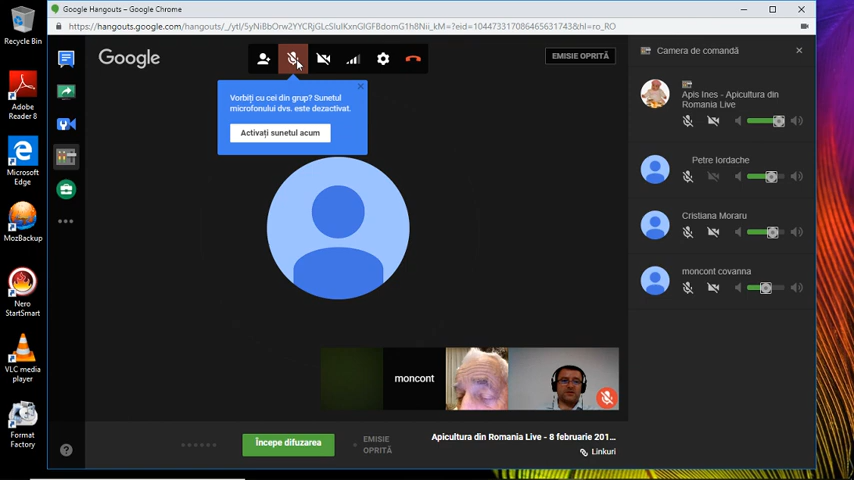 Google Hangouts - Google Chrome
https://hangouts.google.com/hangouts/_/ytl/5yNiBbOrw2YYCRjGLcSlulKxnGlGFBdomG1h8Nii_kM=?eid=104473317086465631743&hl=ro_RO
Recycle Bin
Adobe
Reader 8
Microsoft
Edge
MozBackup
Nero
StartSmart
VLC media
player
Format
Factory
Google
EMISIE OPRITĂ
Vorbiți cu cei din grup? Sunetul
microfonului dvs. este dezactivat.
Activați sunetul acum
moncont
Începe difuzarea
EMISIE
OPRITĂ
Apicultura din Romania Live - 8 februarie 201...
Linkuri
Camera de comandă
Apis Ines - Apicultura din
Romania Live
Petre Iordache
Cristiana Moraru
moncont covanna